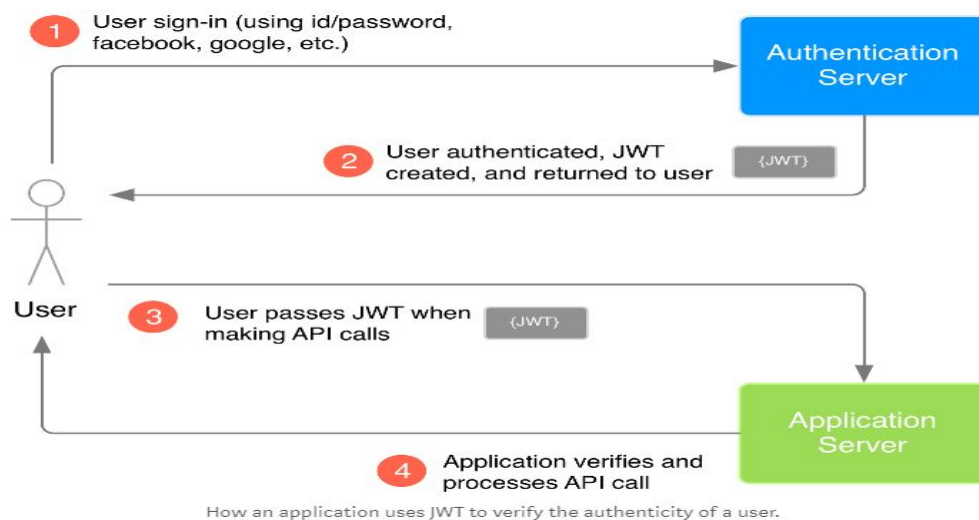 1
User sign-in (using id/password,
facebook, google, etc.)
Authentication
Server
2
User authenticated, JWT
created, and returned to user
{JWT}
User
3
User passes JWT when
making API calls
{JWT}
Application
Server
4
Application verifies and
processes API call
How an application uses JWT to verify the authenticity of a user.